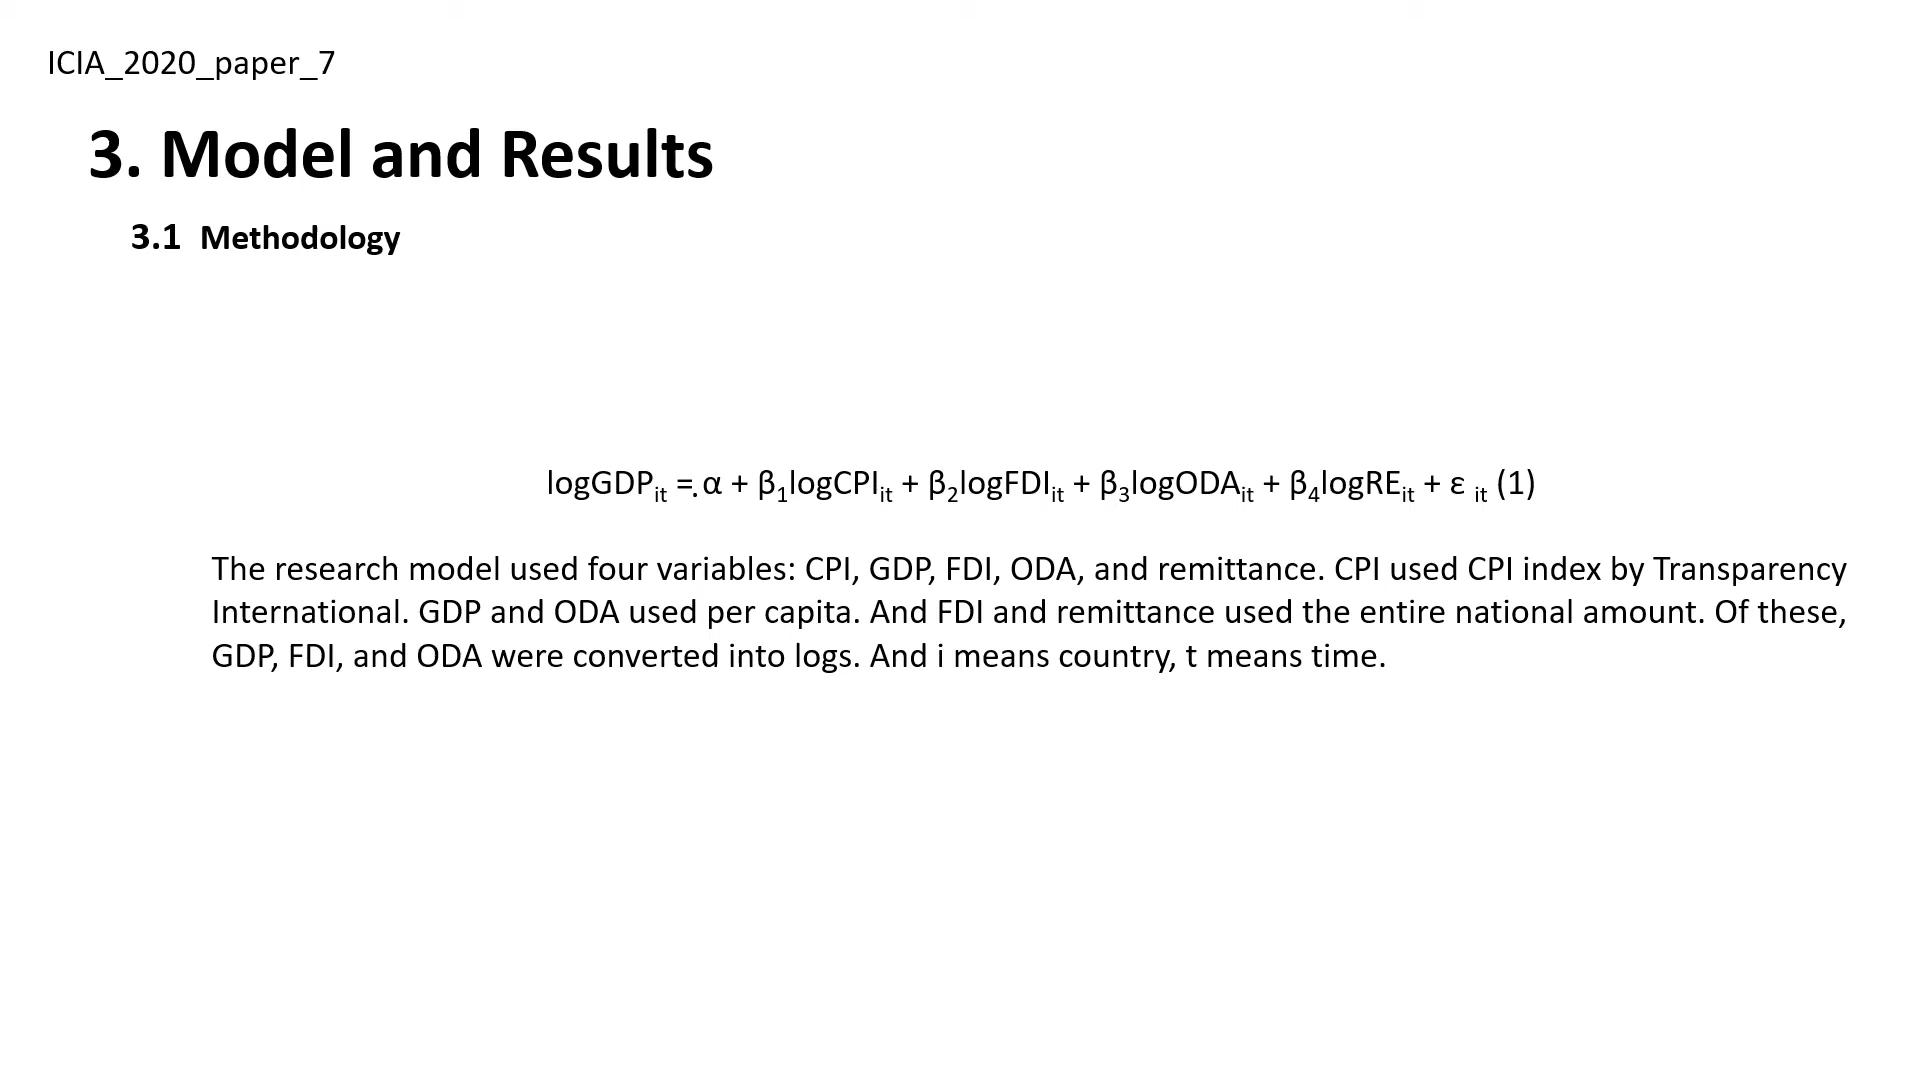 ICIA_2020_paper_7
3. Model and Results
3.1 Methodology
logGDPit =.α + β1logCPIit + β2logFDIit + β3logODAit + β4logREit + ε it (1)
The research model used four variables: CPI, GDP, FDI, ODA, and remittance. CPI used CPI index by Transparency
International. GDP and ODA used per capita. And FDI and remittance used the entire national amount. Of these,
GDP, FDI, and ODA were converted into logs. And i means country, t means time.